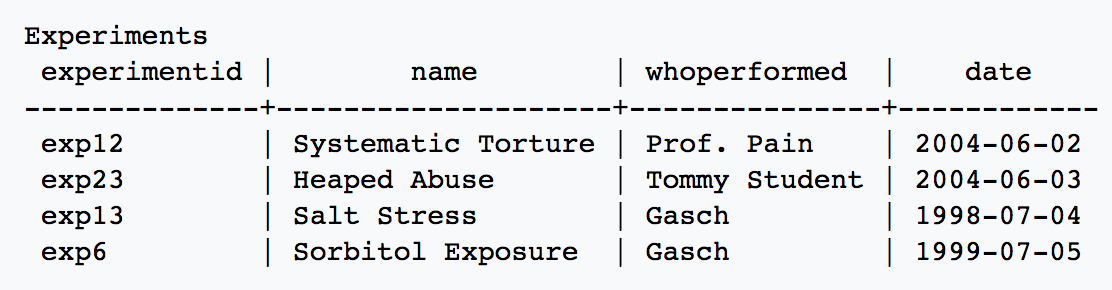 Experiments
experimentid | name | whoperformed | date
--------------+--------------------+---------------+------------
exp12 | Systematic Torture | Prof. Pain | 2004-06-02
exp23 | Heaped Abuse | Tommy Student | 2004-06-03
exp13 | Salt Stress | Gasch | 1998-07-04
exp6 | Sorbitol Exposure | Gasch | 1999-07-05